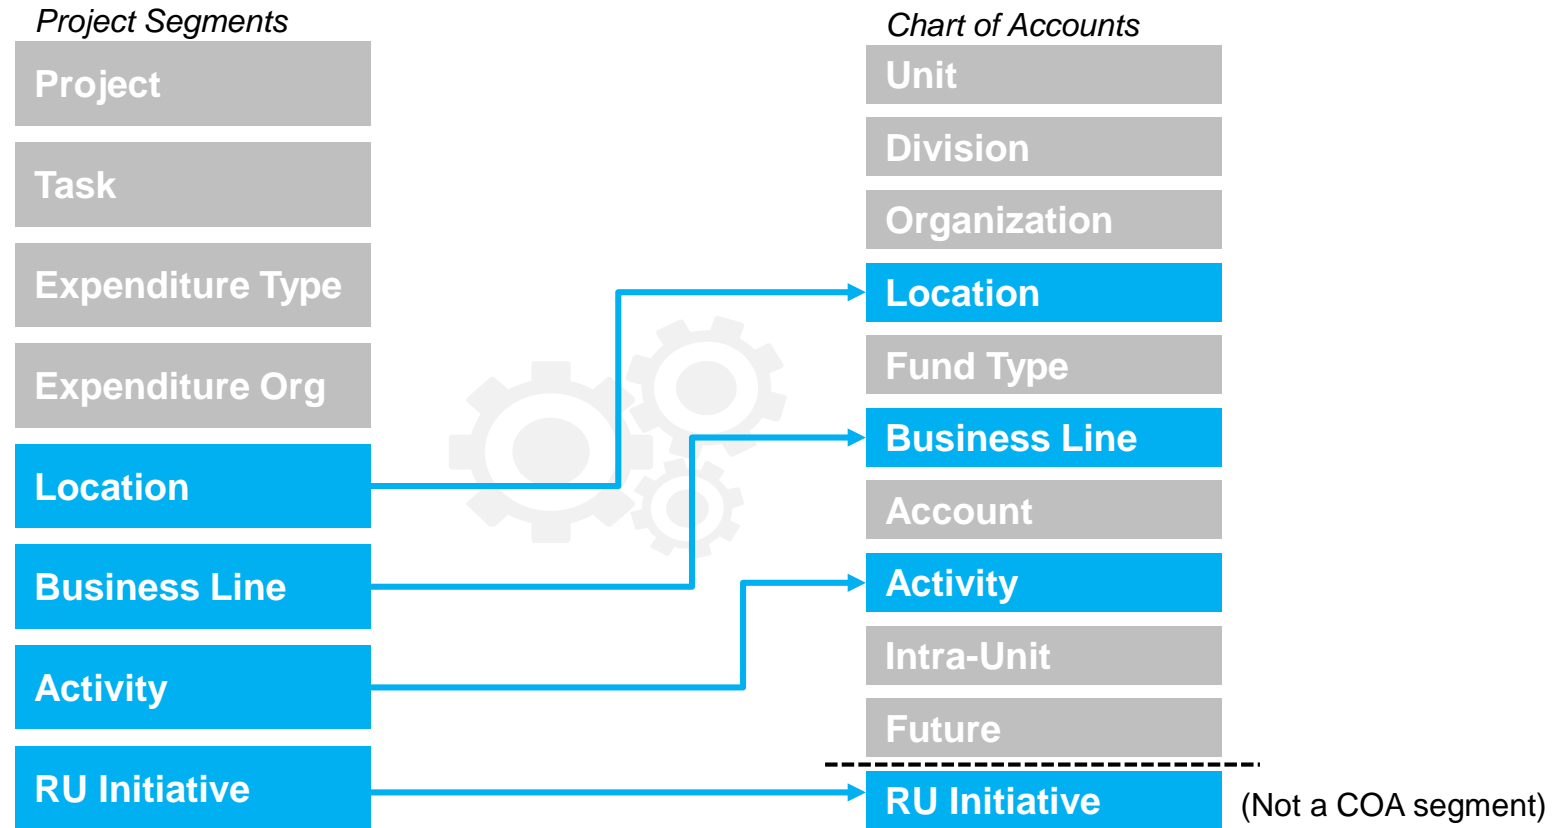 Project Segments
Project
Task
Expenditure Type
Expenditure Org
Location
Business Line
Activity
RU Initiative
Chart of Accounts
Unit
Division
Organization
Location
Fund Type
Business Line
Account
Activity
Intra-Unit
Future
RU Initiative
(Not a COA segment)